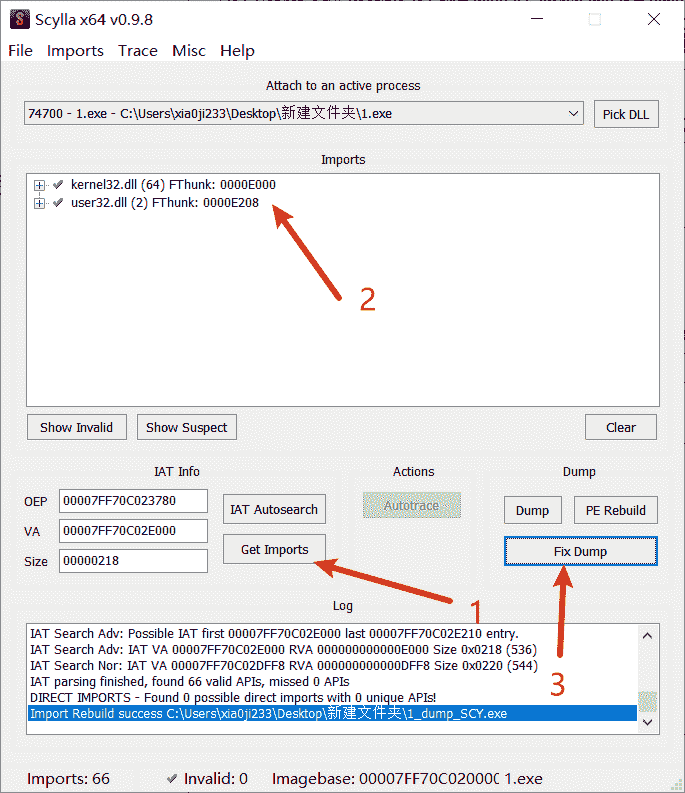 Scylla x64 v0.9.8
File Imports Trace Misc Help
Attach to an active process
74700 - 1.exe - C:\Users\xia0ji233\Desktop\新建文件夹\1.exe
Pick DLL
Imports
kernel32.dll (64) FThunk: 0000E000
user32.dll (2) FThunk: 0000E208
2
Show Invalid Show Suspect Clear
IAT Info Actions Dump
OEP 00007FF70C023780 IAT Autosearch Autotrace Dump PE Rebuild
VA 00007FF70C02E000
Size 00000218 Get Imports Fix Dump
1
Log
IAT Search Adv: Possible IAT first 00007FF70C02E000 last 00007FF70C02E210 entry.
IAT Search Adv: IAT VA 00007FF70C02E000 RVA 000000000000E000 Size 0x0218 (536)
IAT Search Nor: IAT VA 00007FF70C02DFF8 RVA 000000000000DFF8 Size 0x0220 (544)
IAT parsing finished, found 66 valid APIs, missed 0 APIs
DIRECT IMPORTS - Found 0 possible direct imports with 0 unique APIs!
Import Rebuild success C:\Users\xia0ji233\Desktop\新建文件夹\1_dump_SCY.exe
3
Imports: 66 Invalid: 0 Imagebase: 00007FF70C020000 1.exe